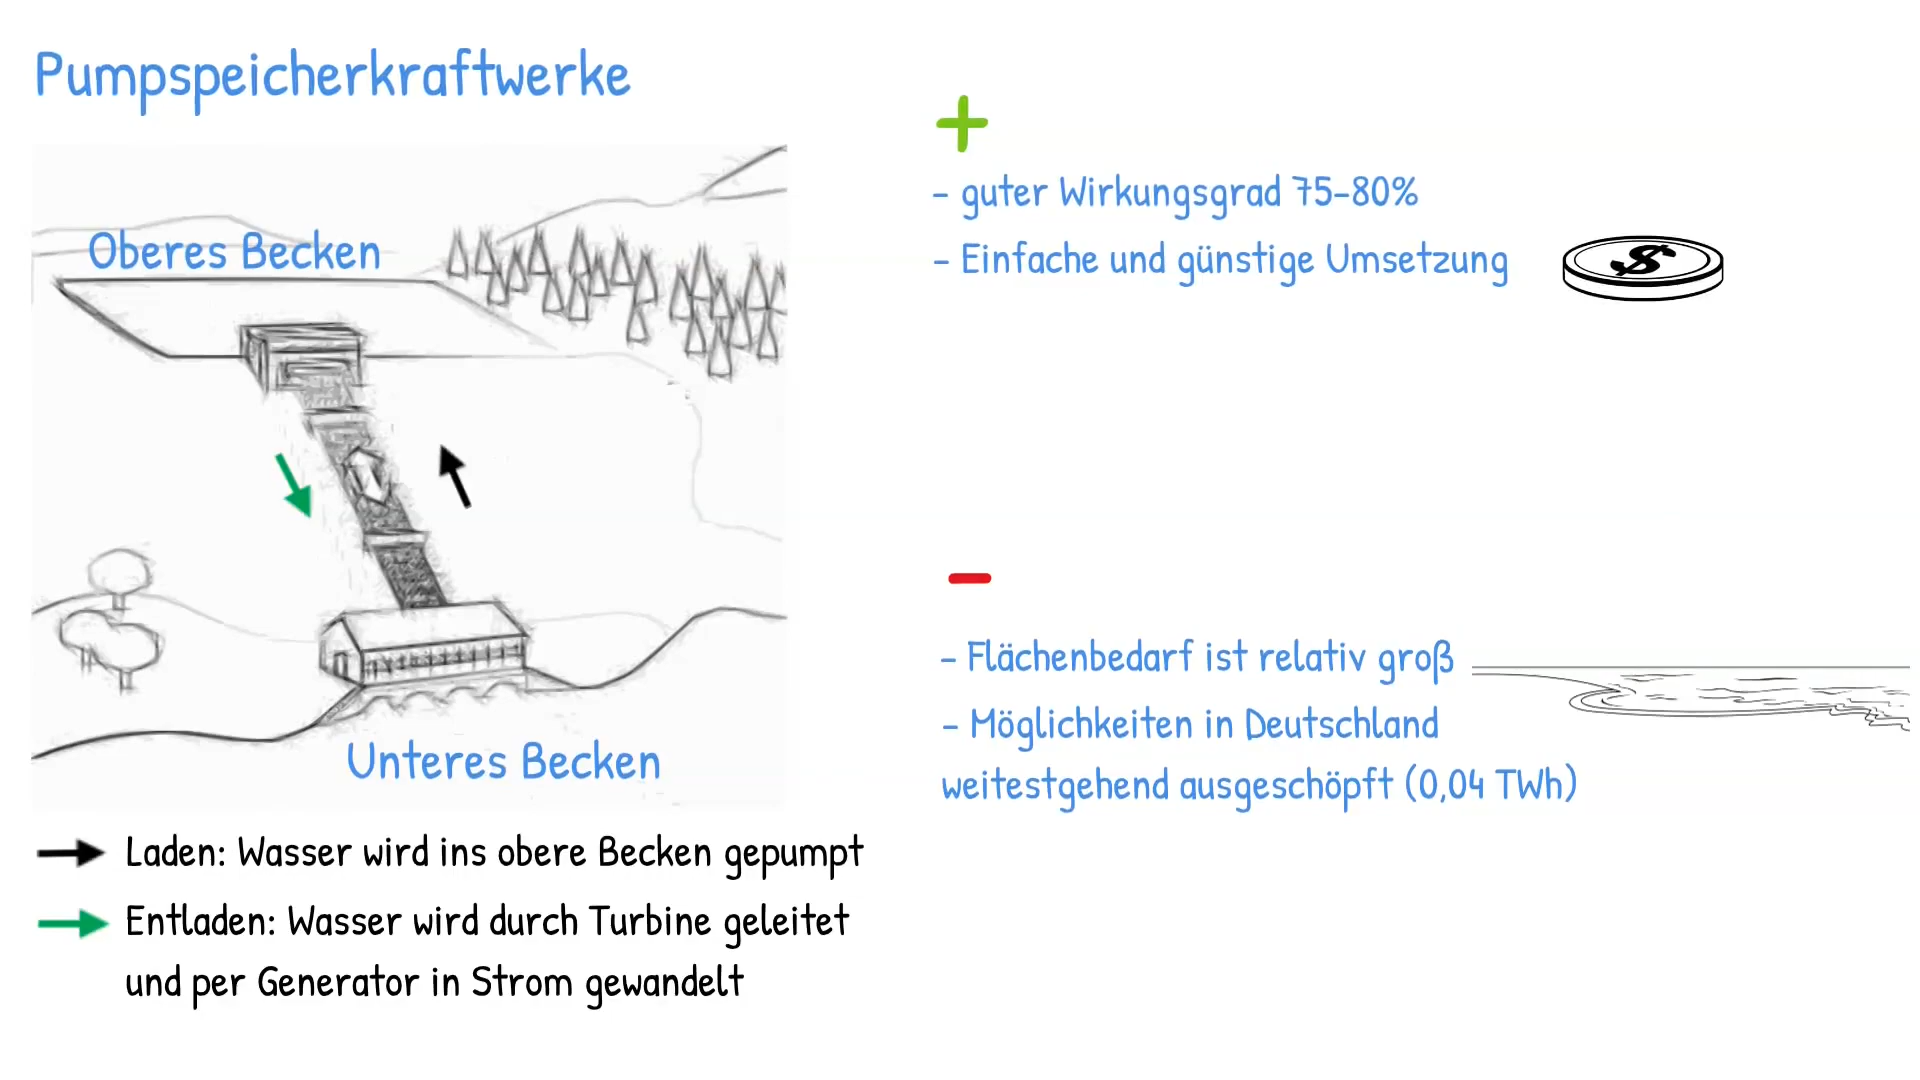 Pumpspeicherkraftwerke
Oberes Becken
Unteres Becken
Laden: Wasser wird ins obere Becken gepumpt
Entladen: Wasser wird durch Turbine geleitet
und per Generator in Strom gewandelt
+
- guter Wirkungsgrad 75-80%
- Einfache und günstige Umsetzung
$
-
- Flächenbedarf ist relativ groß
- Möglichkeiten in Deutschland
weitestgehend ausgeschöpft (0,04 TWh)